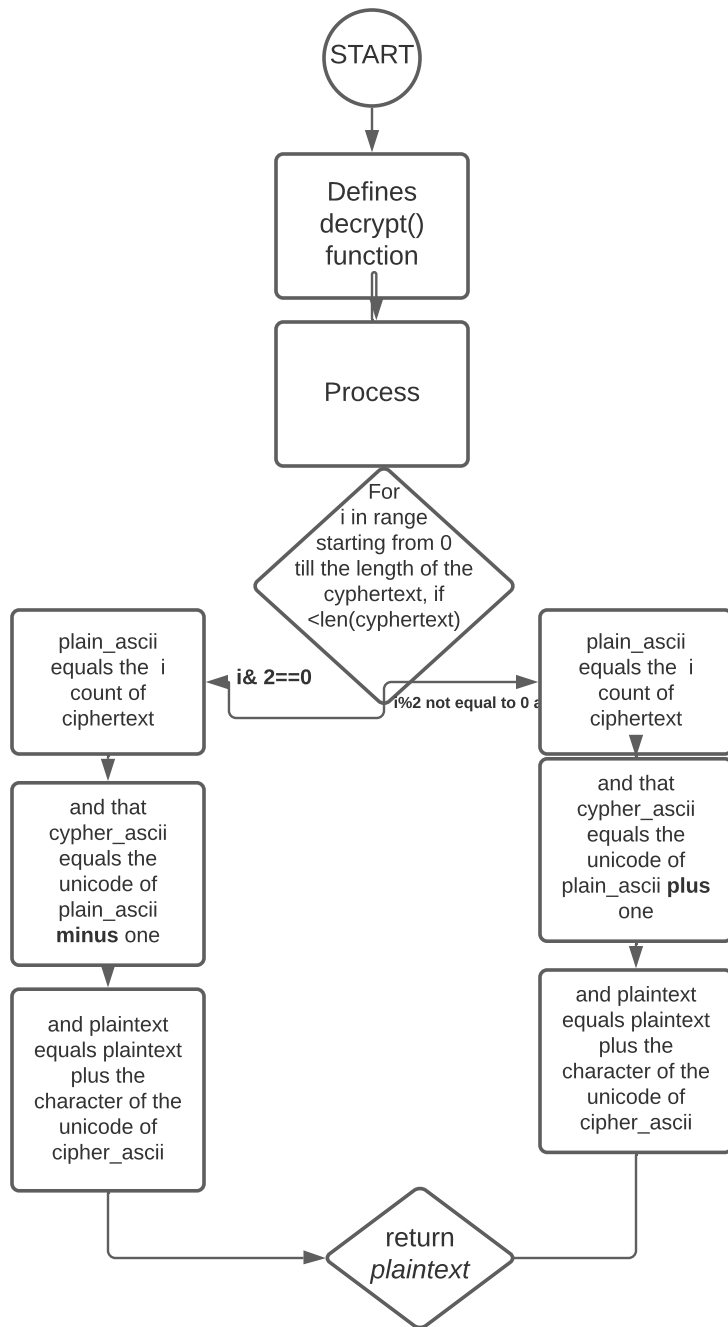 START
Defines
decrypt()
function
Process
For
i in range
starting from 0
till the length of the
cyphertext, if
<len(cyphertext)
i& 2==0
i%2 not equal to 0 a
plain_ascii
equals the i
count of
ciphertext
and that
cypher_ascii
equals the
unicode of
plain_ascii
minus one
and plaintext
equals plaintext
plus the
character of the
unicode of
cipher_ascii
plain_ascii
equals the i
count of
ciphertext
and that
cypher_ascii
equals the
unicode of
plain_ascii plus
one
and plaintext
equals plaintext
plus the
character of the
unicode of
cipher_ascii
return
plaintext